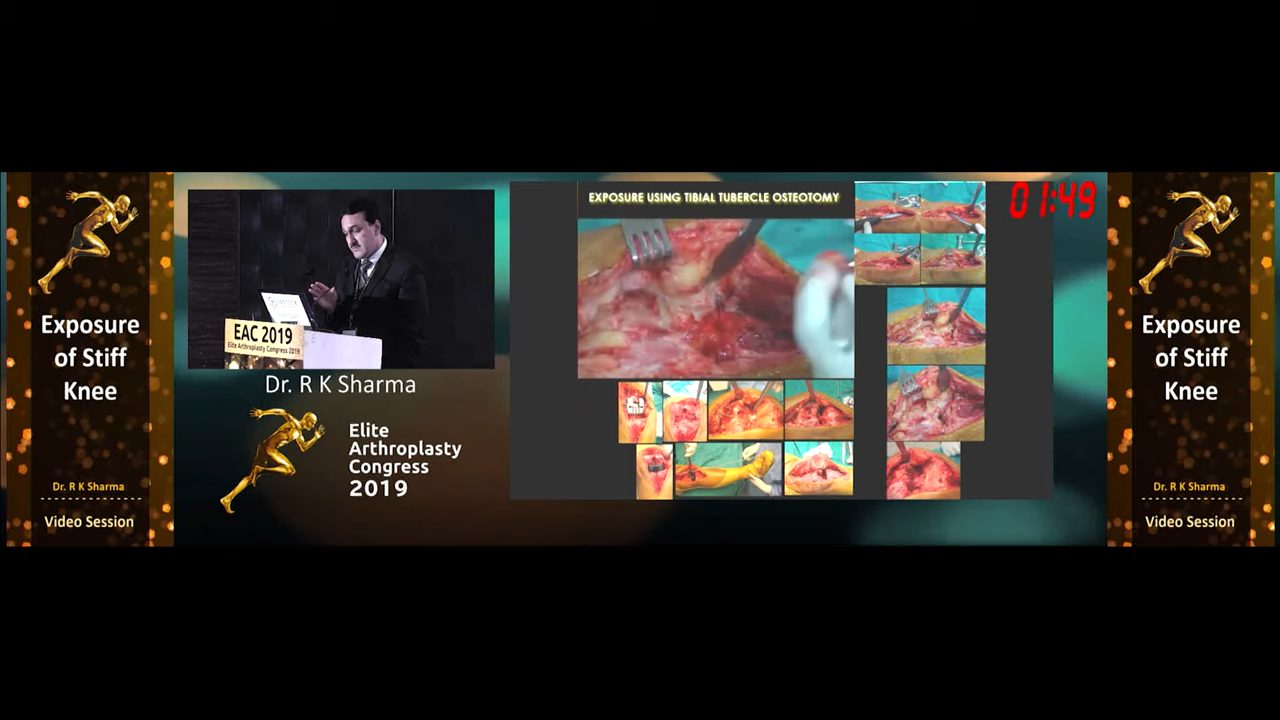 Exposure
of Stiff
Knee
Dr. R K Sharma
Video Session
EAC 2019
Elite Arthroplasty Congress 2019
Dr. R K Sharma
Elite
Arthroplasty
Congress
2019
EXPOSURE USING TIBIAL TUBERCLE OSTEOTOMY
01:49
Exposure
of Stiff
Knee
Dr. R K Sharma
Video Session